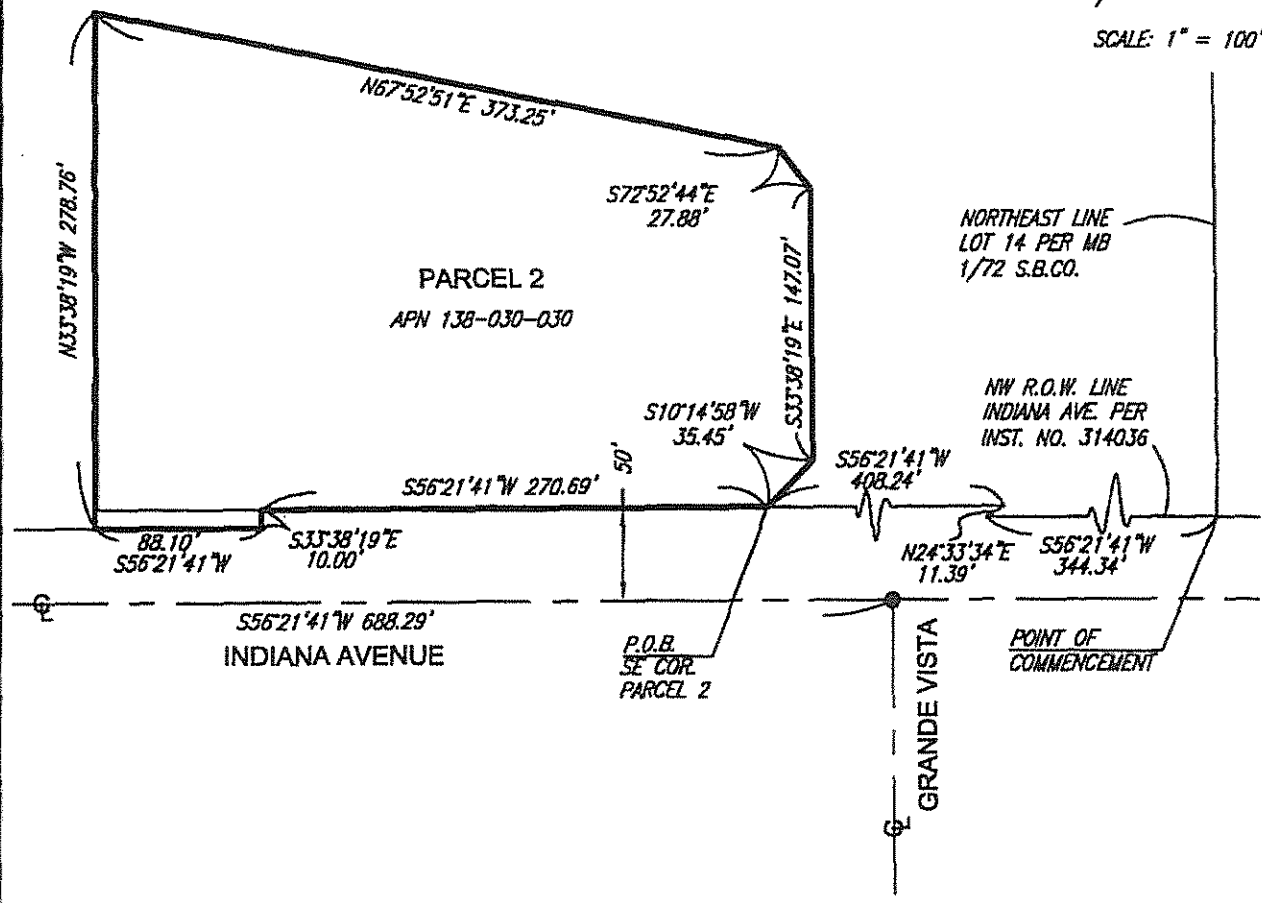 SCALE: 1" = 100'
N67°52'51"E 373.25'
N33°38'19"W 278.76'
S72°52'44"E
27.88'
PARCEL 2
APN 138-030-030
S33°38'19"E 147.07'
NORTHEAST LINE
LOT 14 PER MB
1/72 S.B.CO.
NW R.O.W. LINE
INDIANA AVE. PER
INST. NO. 314036
S10°14'58"W
35.45'
S56°21'41"W 270.69'
50'
S56°21'41"W
408.24'
88.10'
S56°21'41"W
S33°38'19"E
10.00'
N24°33'34"E
11.39'
S56°21'41"W
344.34'
CL
S56°21'41"W 688.29'
INDIANA AVENUE
P.O.B.
SE COR.
PARCEL 2
GRANDE VISTA
POINT OF
COMMENCEMENT
CL